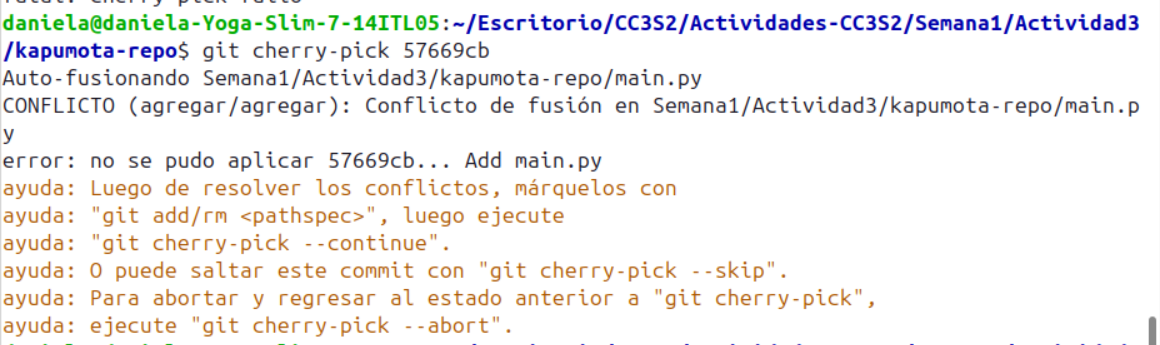 daniela@daniela-Yoga-Slim-7-14ITL05:~/Escritorio/CC3S2/Actividades-CC3S2/Semana1/Actividad3
/kapumota-repo$ git cherry-pick 57669cb
Auto-fusionando Semana1/Actividad3/kapumota-repo/main.py
CONFLICTO (agregar/agregar): Conflicto de fusión en Semana1/Actividad3/kapumota-repo/main.p
y
error: no se pudo aplicar 57669cb... Add main.py
ayuda: Luego de resolver los conflictos, márquelos con
ayuda: "git add/rm <pathspec>", luego ejecute
ayuda: "git cherry-pick --continue".
ayuda: O puede saltar este commit con "git cherry-pick --skip".
ayuda: Para abortar y regresar al estado anterior a "git cherry-pick",
ayuda: ejecute "git cherry-pick --abort".